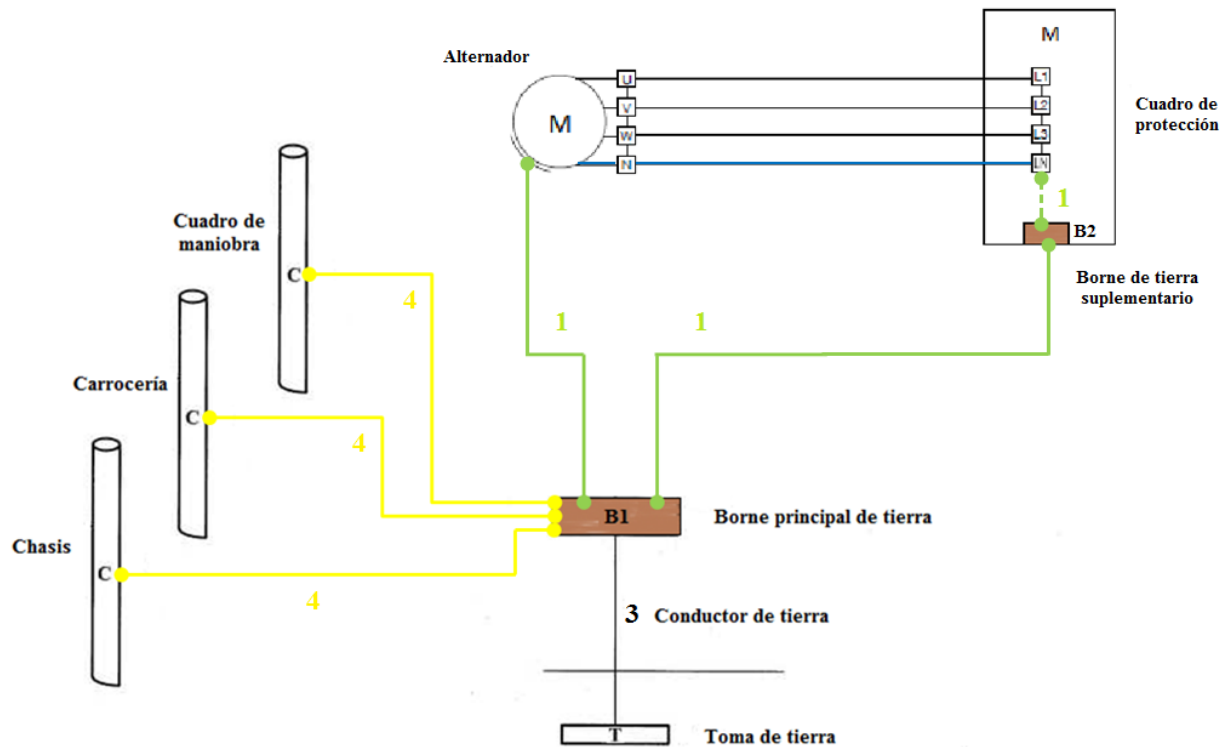 M
Alternador
U
L1
Cuadro de
protección
V
L2
M
W
L3
N
LN
1
B2
Cuadro de
maniobra
C
Borne de tierra
suplementario
4
1
1
Carrocería
C
4
B1
Borne principal de tierra
Chasis
C
4
3
Conductor de tierra
T
Toma de tierra